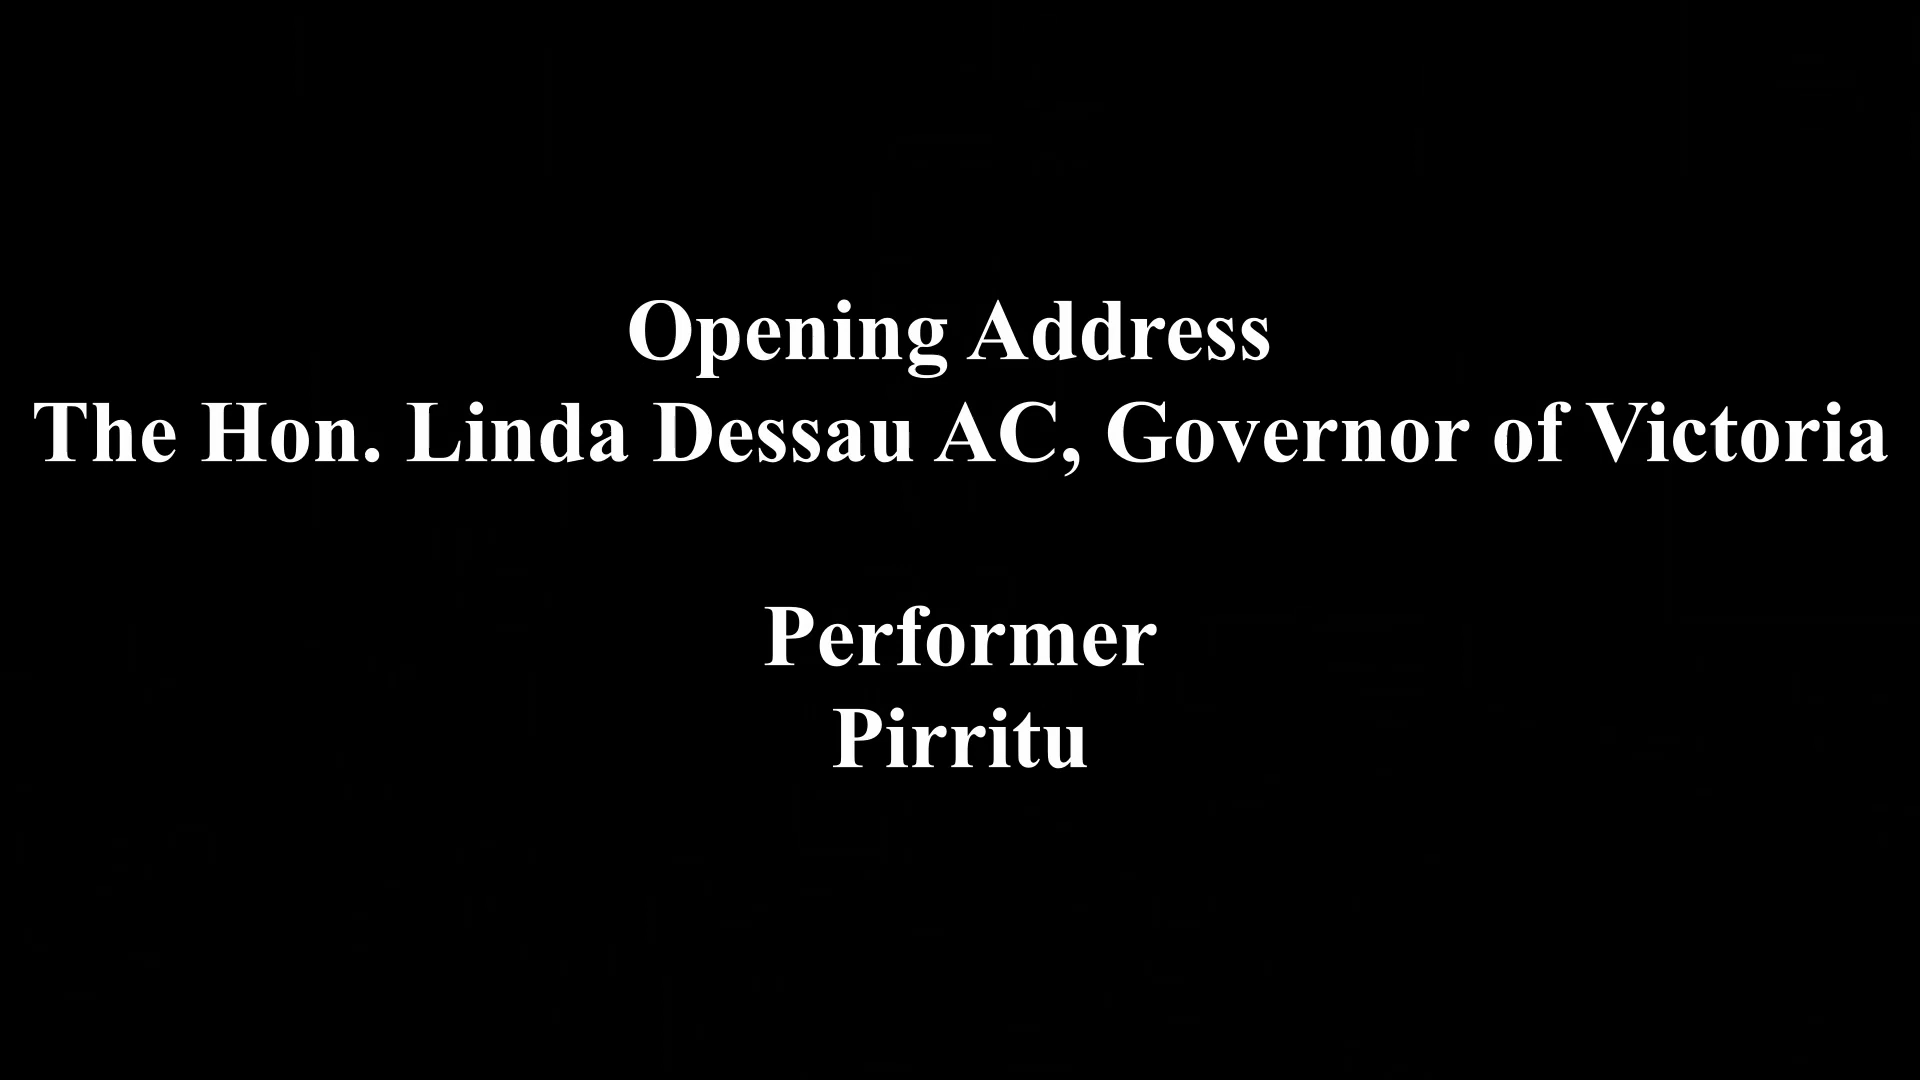 Opening Address
The Hon. Linda Dessau AC, Governor of Victoria
Performer
Pirritu